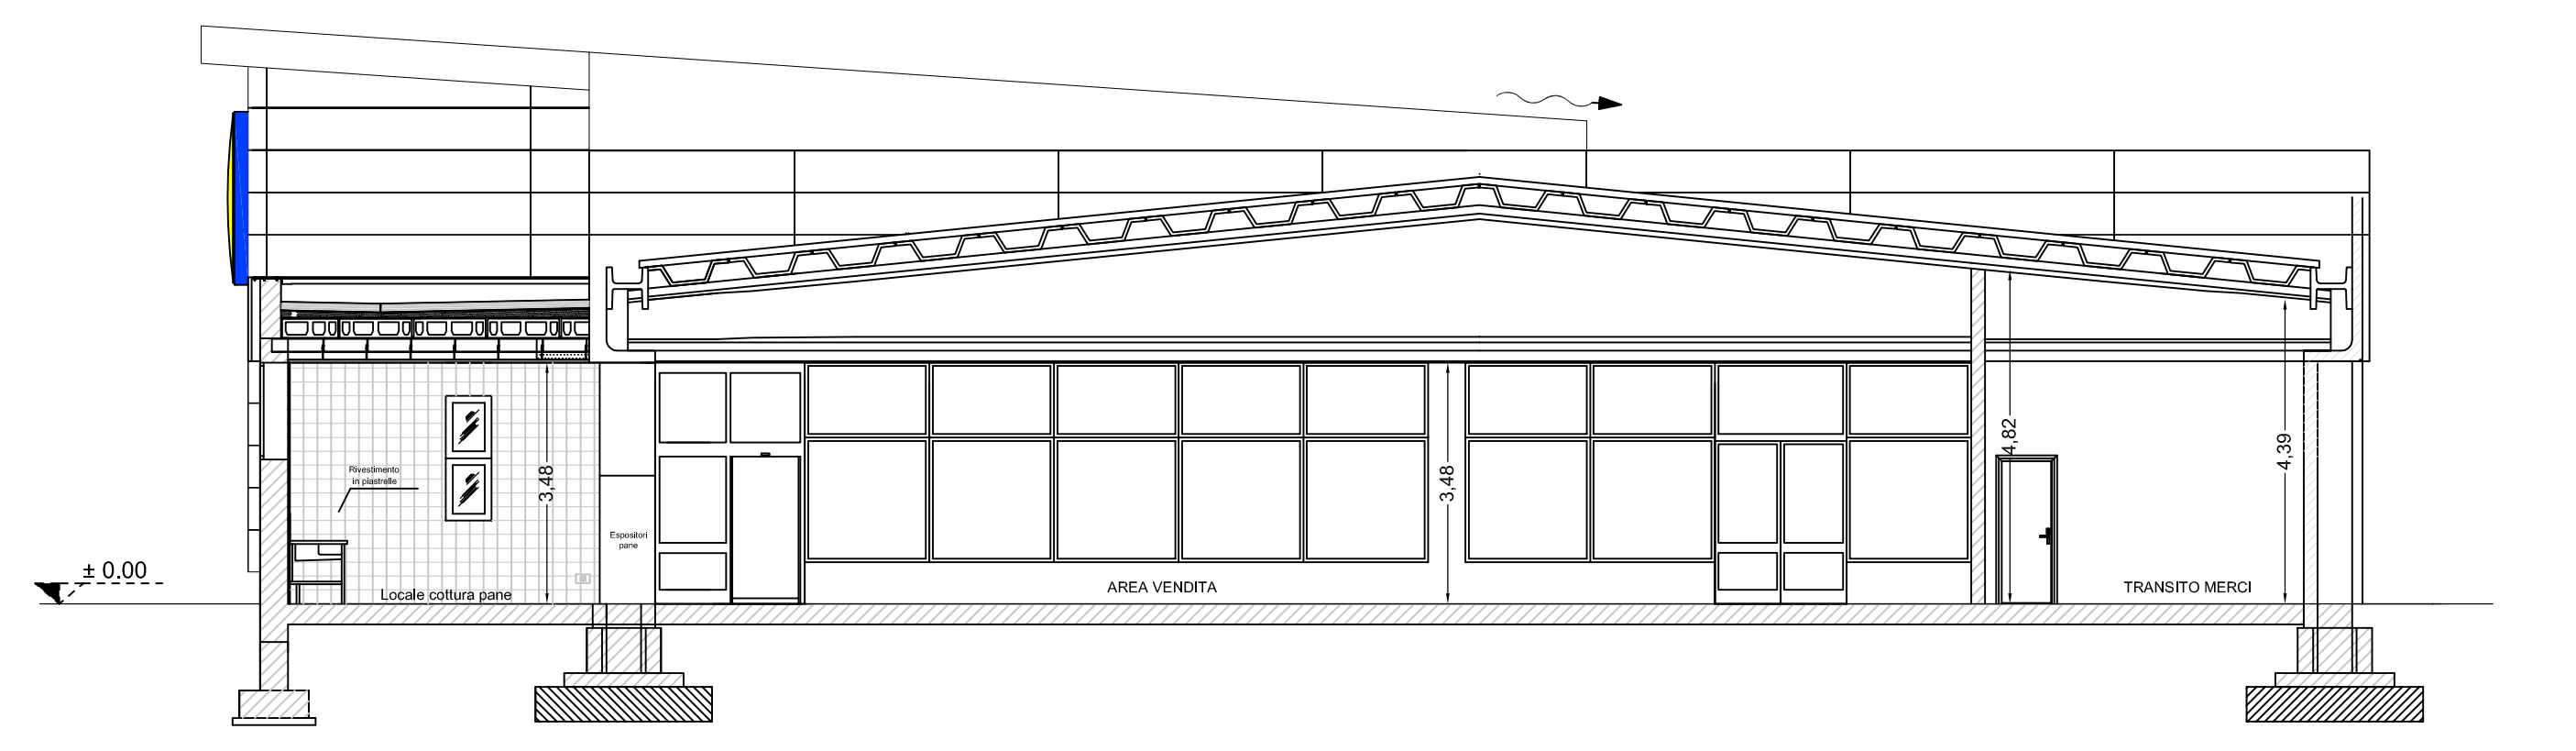 ± 0.00
Rivestimento
in piastrelle
3,48
Locale cottura pane
Espositori
pane
AREA VENDITA
3,48
4,82
TRANSITO MERCI
4,39